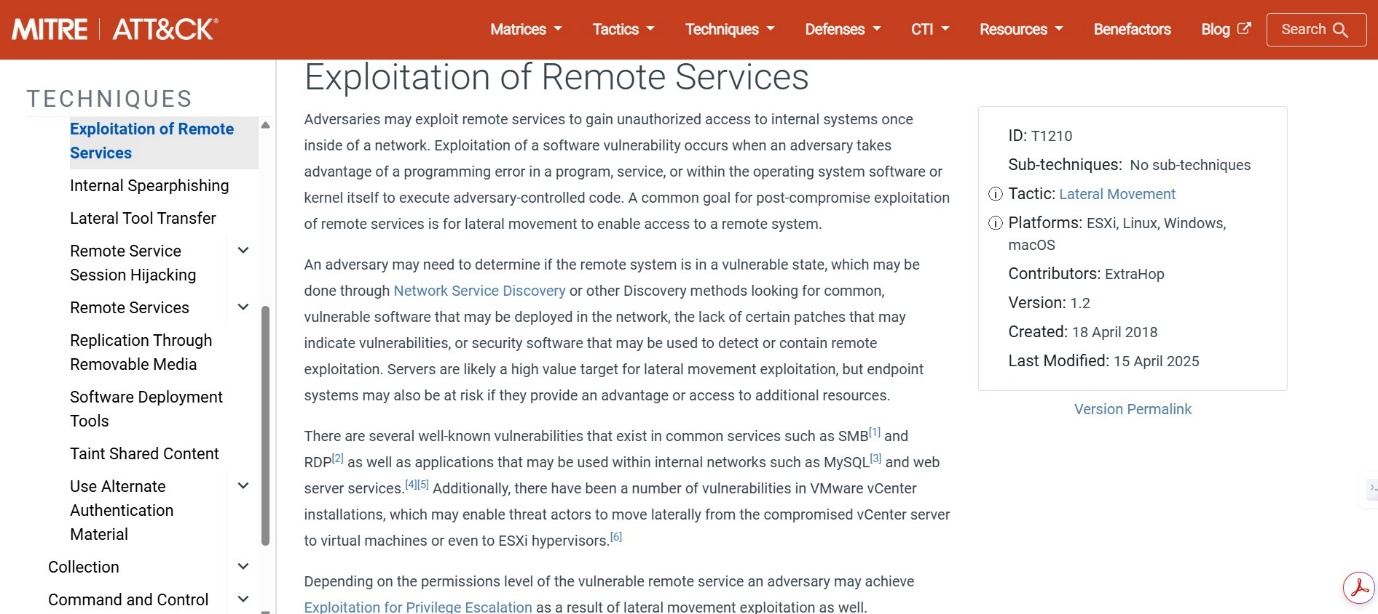 MITRE | ATT&CK®
Matrices
Tactics
Techniques
Defenses
CTI
Resources
Benefactors
Blog
Search
TECHNIQUES
Exploitation of Remote
Services
Internal Spearphishing
Lateral Tool Transfer
Remote Service
Session Hijacking
Remote Services
Replication Through
Removable Media
Software Deployment
Tools
Taint Shared Content
Use Alternate
Authentication
Material
Collection
Command and Control
Exploitation of Remote Services
Adversaries may exploit remote services to gain unauthorized access to internal systems once
inside of a network. Exploitation of a software vulnerability occurs when an adversary takes
advantage of a programming error in a program, service, or within the operating system software or
kernel itself to execute adversary-controlled code. A common goal for post-compromise exploitation
of remote services is for lateral movement to enable access to a remote system.
An adversary may need to determine if the remote system is in a vulnerable state, which may be
done through Network Service Discovery or other Discovery methods looking for common,
vulnerable software that may be deployed in the network, the lack of certain patches that may
indicate vulnerabilities, or security software that may be used to detect or contain remote
exploitation. Servers are likely a high value target for lateral movement exploitation, but endpoint
systems may also be at risk if they provide an advantage or access to additional resources.
There are several well-known vulnerabilities that exist in common services such as SMB[1] and
RDP[2] as well as applications that may be used within internal networks such as MySQL[3] and web
server services.[4][5] Additionally, there have been a number of vulnerabilities in VMware vCenter
installations, which may enable threat actors to move laterally from the compromised vCenter server
to virtual machines or even to ESXi hypervisors.[6]
Depending on the permissions level of the vulnerable remote service an adversary may achieve
Exploitation for Privilege Escalation as a result of lateral movement exploitation as well.
ID: T1210
Sub-techniques: No sub-techniques
Tactic: Lateral Movement
Platforms: ESXi, Linux, Windows,
macOS
Contributors: ExtraHop
Version: 1.2
Created: 18 April 2018
Last Modified: 15 April 2025
Version Permalink